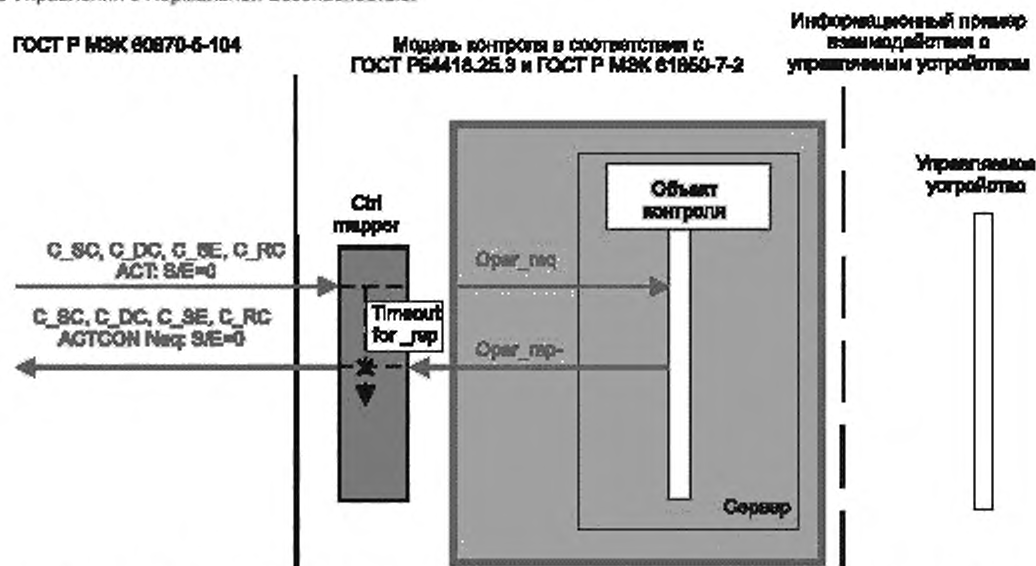 ГОСТ Р МЭК 60870-5-104
Модель контроля в соответствии с
ГОСТ Р54418.25.3 и ГОСТ Р МЭК 61850-7-2
Информационный пример
взаимодействия с
управляемым устройством
Управляемое
устройство
Объект
контроля
Ctrl
mapper
C_SC, C_DC, C_SE, C_RC
ACT: S/E=0
Oper_req
Timeout
for _rsp
C_SC, C_DC, C_SE, C_RC
ACTCON Neq: S/E=0
Oper_rsp-
Сервер